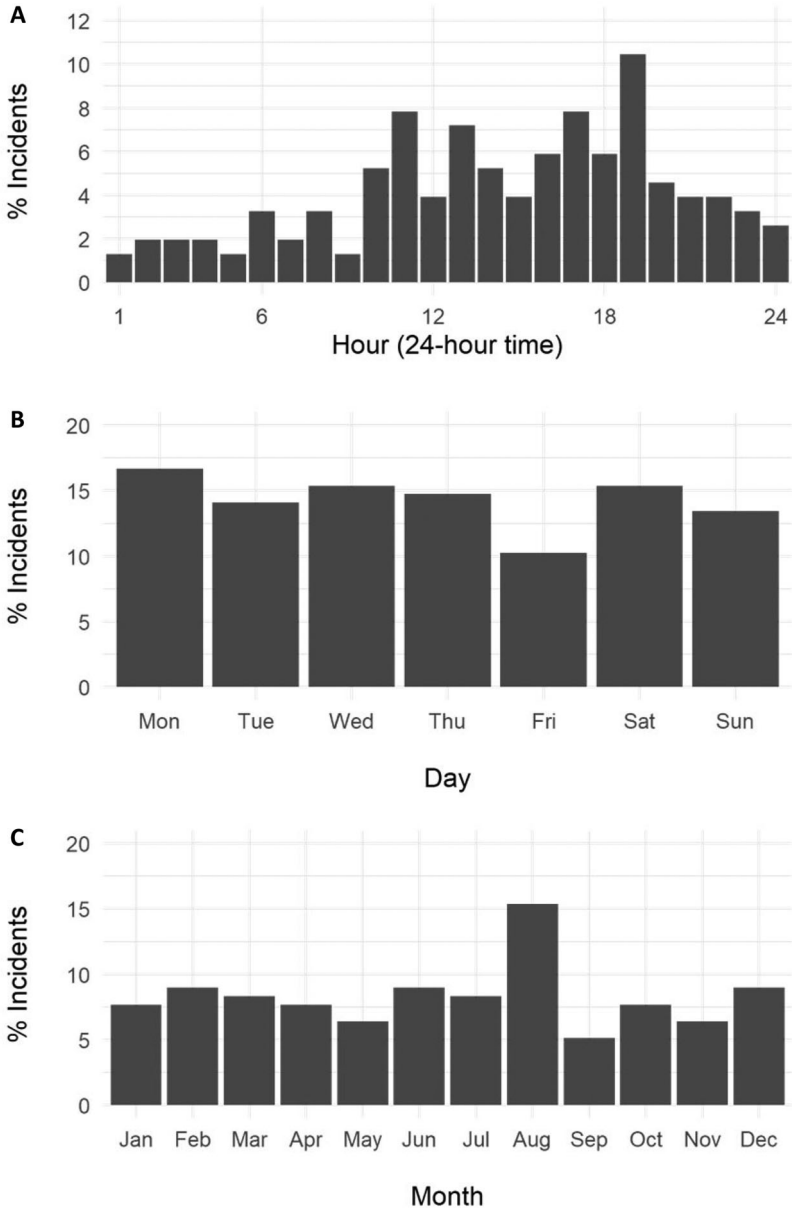 A
% Incidents
12
10
8
6
4
2
0
1 6 12 18 24
Hour (24-hour time)
B
% Incidents
20
15
10
5
0
Mon Tue Wed Thu Fri Sat Sun
Day
C
% Incidents
20
15
10
5
0
Jan Feb Mar Apr May Jun Jul Aug Sep Oct Nov Dec
Month